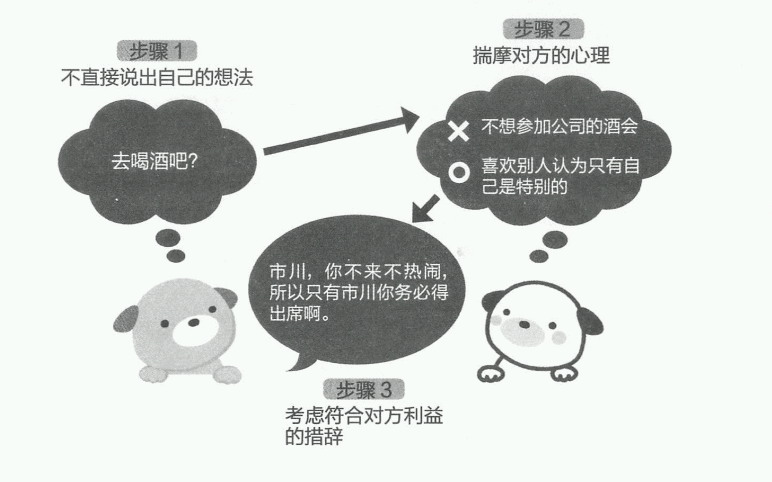 步骤 1
不直接说出自己的想法
去喝酒吧？
步骤 2
揣摩对方的心理
不想参加公司的酒会
喜欢别人认为只有自
己是特别的
市川，你不来不热闹，
所以只有市川你务必得
出席啊。
步骤 3
考虑符合对方利益
的措辞